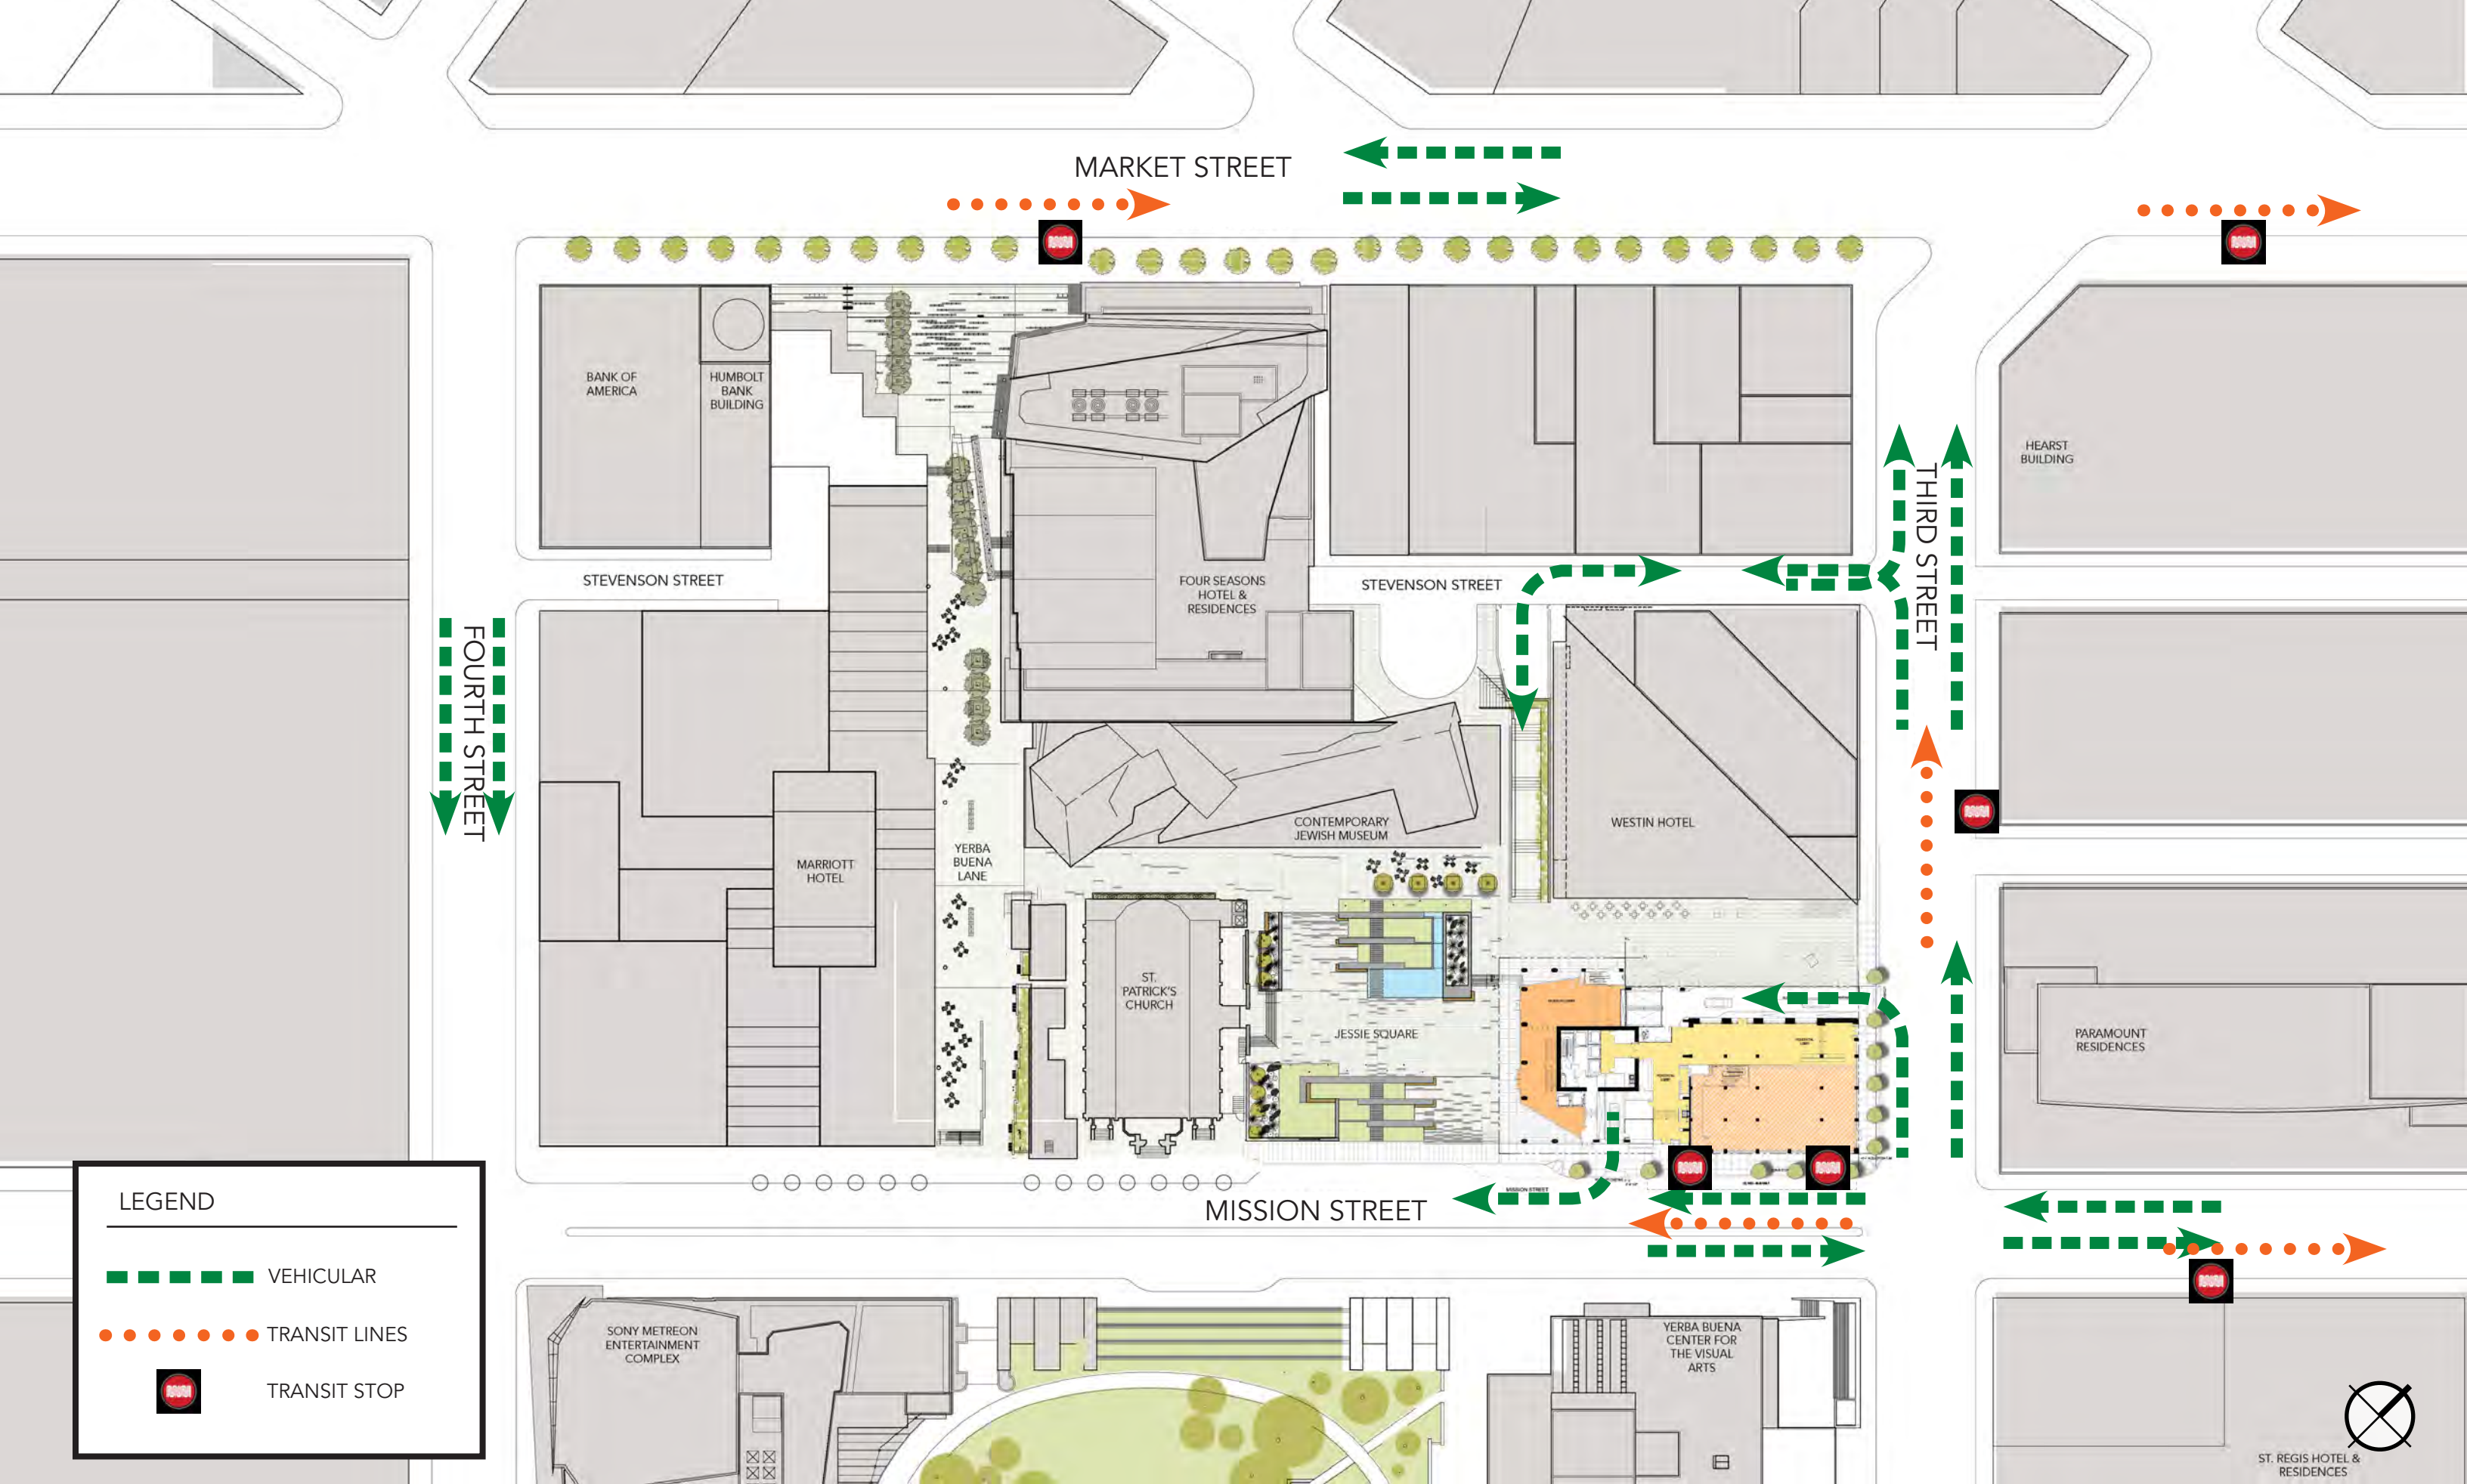 MARKET STREET
BANK OF
AMERICA
HUMBOLT
BANK
BUILDING
HEARST
BUILDING
THIRD STREET
STEVENSON STREET
FOUR SEASONS
HOTEL &
RESIDENCES
STEVENSON STREET
FOURTH STREET
CONTEMPORARY
JEWISH MUSEUM
WESTIN HOTEL
MARRIOTT
HOTEL
YERBA
BUENA
LANE
ST.
PATRICK'S
CHURCH
JESSIE SQUARE
PARAMOUNT
RESIDENCES
MISSION STREET
MISSION STREET
LEGEND
VEHICULAR
TRANSIT LINES
TRANSIT STOP
SONY METREON
ENTERTAINMENT
COMPLEX
YERBA BUENA
CENTER FOR
THE VISUAL
ARTS
ST. REGIS HOTEL &
RESIDENCES